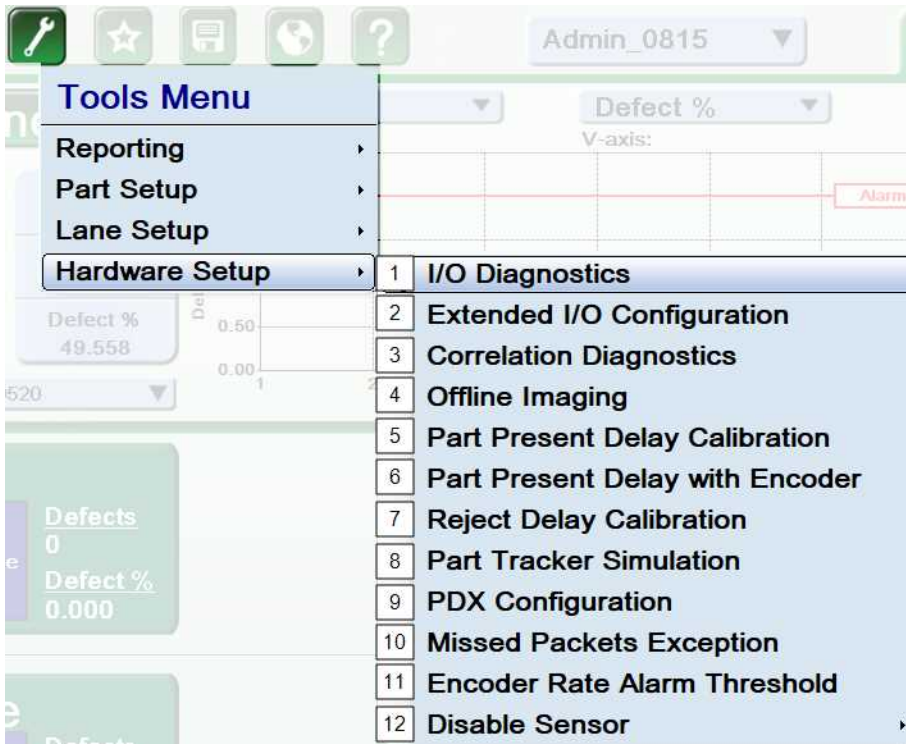 ?
Admin_0815
Tools Menu
Defect %
V-axis:
Reporting
Part Setup
Alarm
Lane Setup
Hardware Setup
1 I/O Diagnostics
2 Extended I/O Configuration
Defect %
49.558
0.50
3 Correlation Diagnostics
0.00
1
520
4 Offline Imaging
5 Part Present Delay Calibration
6 Part Present Delay with Encoder
Defects
0
7 Reject Delay Calibration
8 Part Tracker Simulation
Defect %
0.000
9 PDX Configuration
10 Missed Packets Exception
11 Encoder Rate Alarm Threshold
12 Disable Sensor
Defects